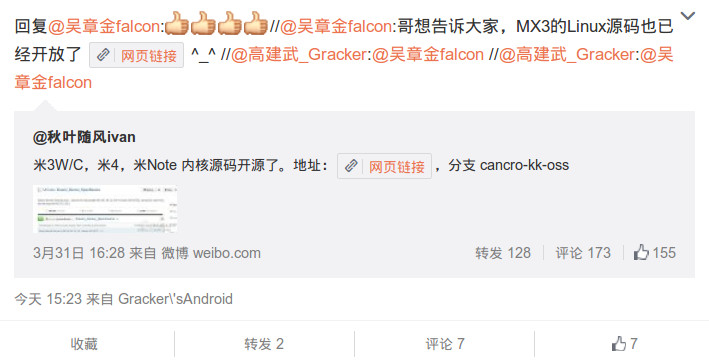 回复@吴章金falcon://@吴章金falcon:哥想告诉大家，MX3的Linux源码也已
经开放了 网页链接 ^_^ //@高建武_Gracker:@吴章金falcon //@高建武_Gracker:@吴
章金falcon
@秋叶随风ivan
米3W/C，米4，米Note 内核源码开源了。地址： 网页链接 ，分支 cancro-kk-oss
3月31日 16:28 来自 微博 weibo.com 转发 128 评论 173 155
今天 15:23 来自 Gracker\'sAndroid
收藏 转发 2 评论 7 7